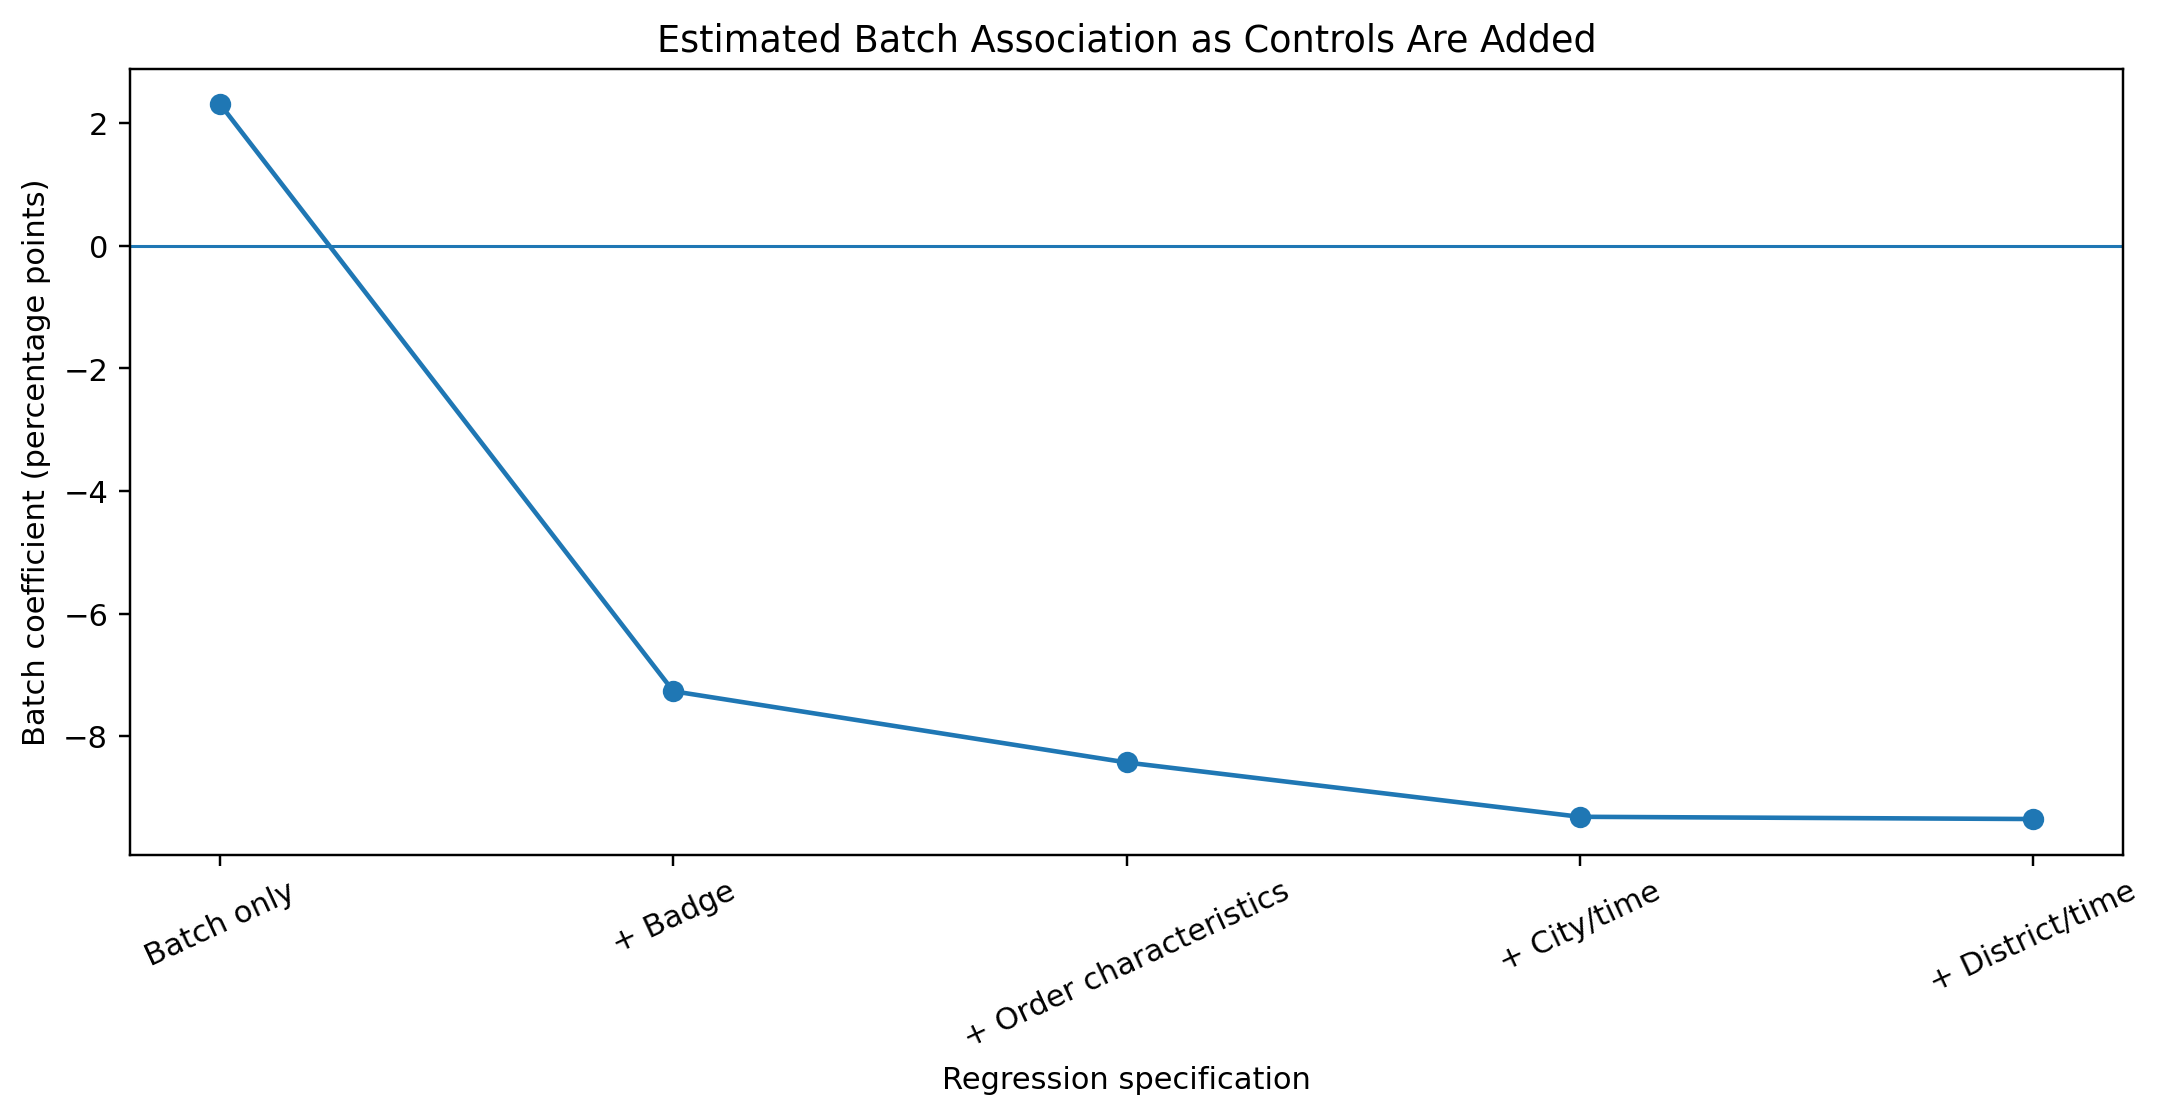 Estimated Batch Association as Controls Are Added
Batch coefficient (percentage points)
2
0
−2
−4
−6
−8
Batch only
+ Badge
+ Order characteristics
+ City/time
+ District/time
Regression specification